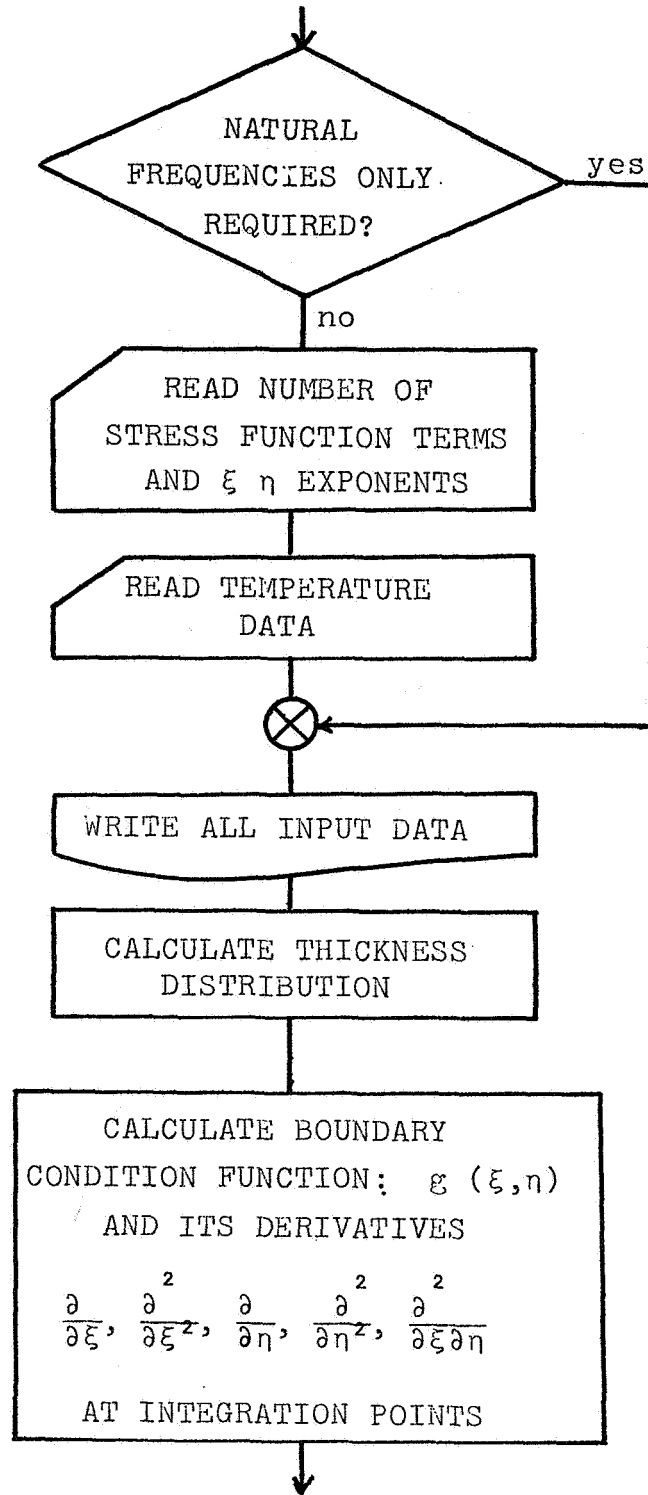 NATURAL
FREQUENCIES ONLY
REQUIRED?
yes
no
READ NUMBER OF
STRESS FUNCTION TERMS
AND ξ η EXPONENTS
READ TEMPERATURE
DATA
WRITE ALL INPUT DATA
CALCULATE THICKNESS
DISTRIBUTION
CALCULATE BOUNDARY
CONDITION FUNCTION: g (ξ,η)
AND ITS DERIVATIVES
∂/∂ξ, ∂²/∂ξ², ∂/∂η, ∂²/∂η², ∂²/∂ξ∂η
AT INTEGRATION POINTS